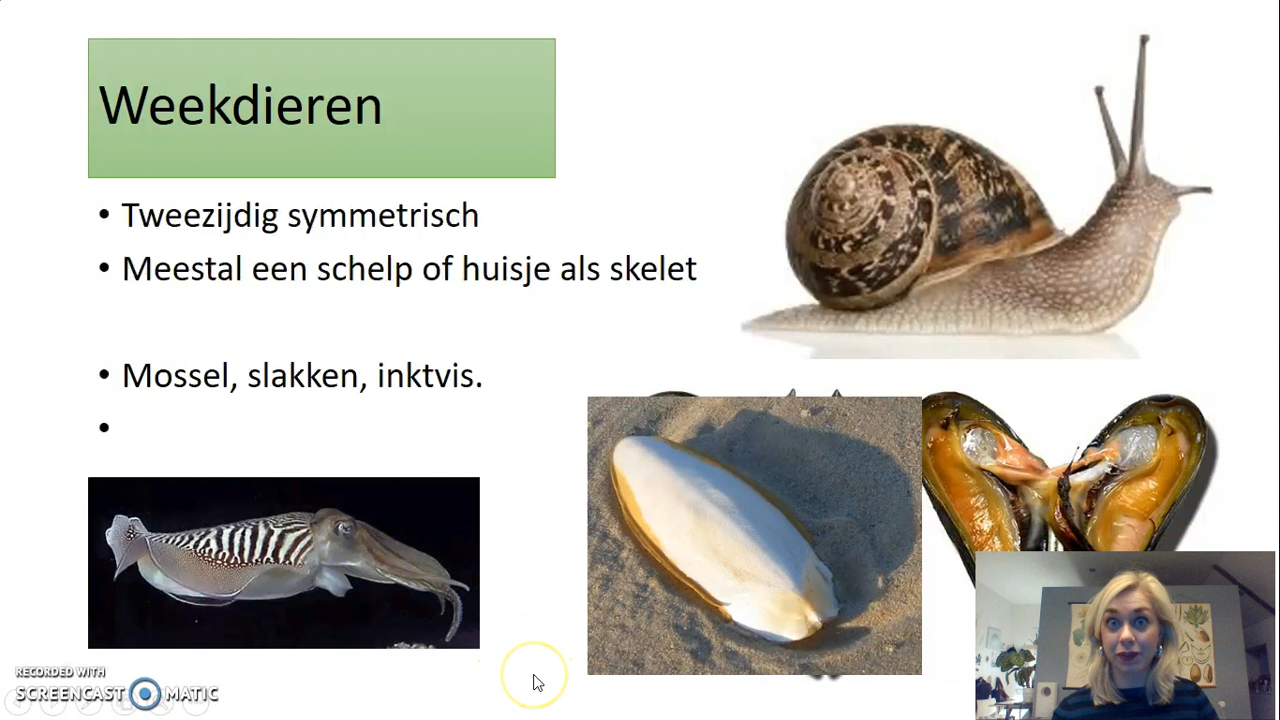 Weekdieren
• Tweezijdig symmetrisch
• Meestal een schelp of huisje als skelet
• Mossel, slakken, inktvis.
•
RECORDED WITH
SCREENCAST MATIC